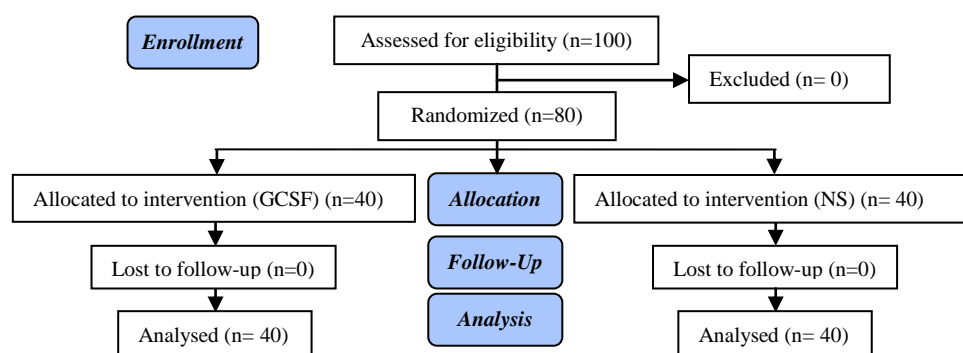 Enrollment
Assessed for eligibility (n=100)
Excluded (n= 0)
Randomized (n=80)
Allocated to intervention (GCSF) (n=40)
Allocation
Allocated to intervention (NS) (n= 40)
Lost to follow-up (n=0)
Follow-Up
Lost to follow-up (n=0)
Analysed (n= 40)
Analysis
Analysed (n= 40)